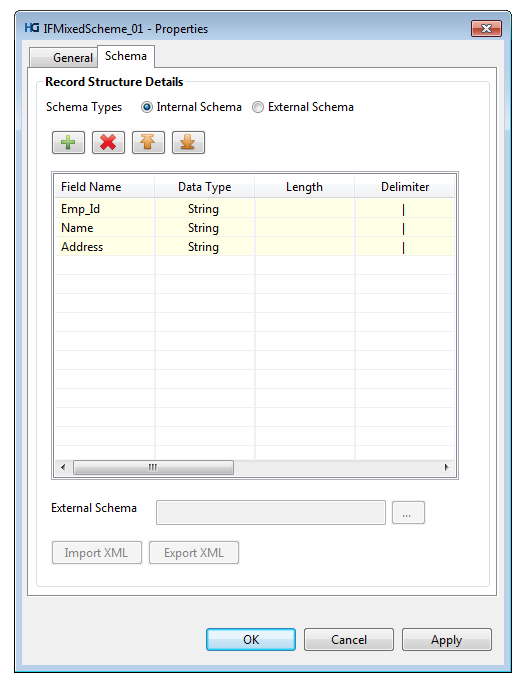 HG IFMixedScheme_01 - Properties
General Schema
Record Structure Details
Schema Types Internal Schema External Schema
Field Name Data Type Length Delimiter
Emp_Id String |
Name String |
Address String |
External Schema ...
Import XML Export XML
OK Cancel Apply